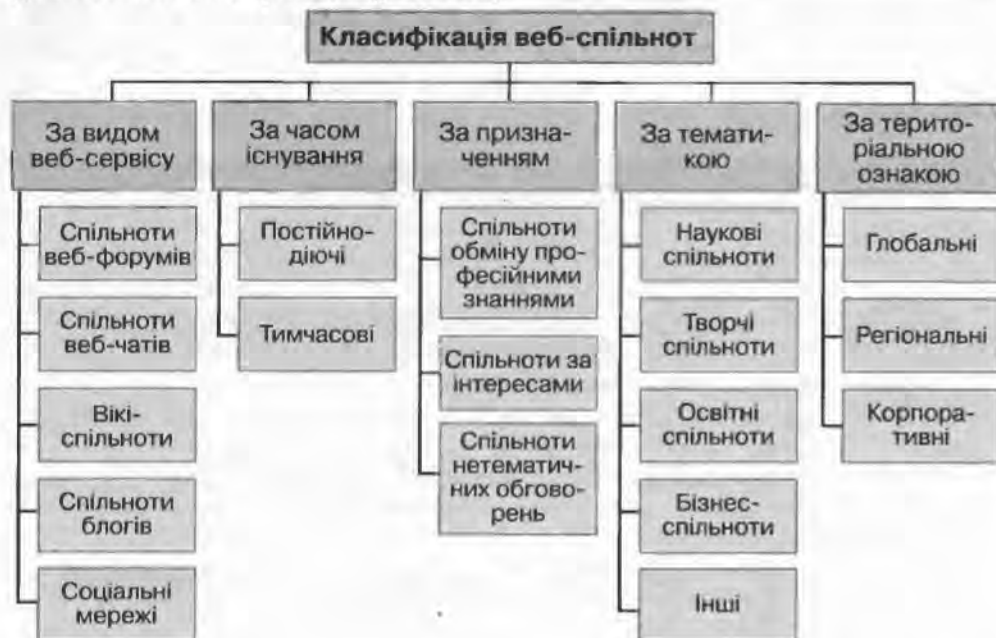 Класифікація веб-спільнот
За видом
веб-сервісу
Спільноти
веб-форумів
Спільноти
веб-чатів
Вікі-
спільноти
Спільноти
блогів
Соціальні
мережі
За часом
існування
Постійно-
діючі
Тимчасові
За призна-
ченням
Спільноти
обміну про-
фесійними
знаннями
Спільноти за
інтересами
Спільноти
нетематич-
них обгово-
рень
За темати-
кою
Наукові
спільноти
Творчі
спільноти
Освітні
спільноти
Бізнес-
спільноти
Інші
За терито-
ріальною
ознакою
Глобальні
Регіональні
Корпора-
тивні